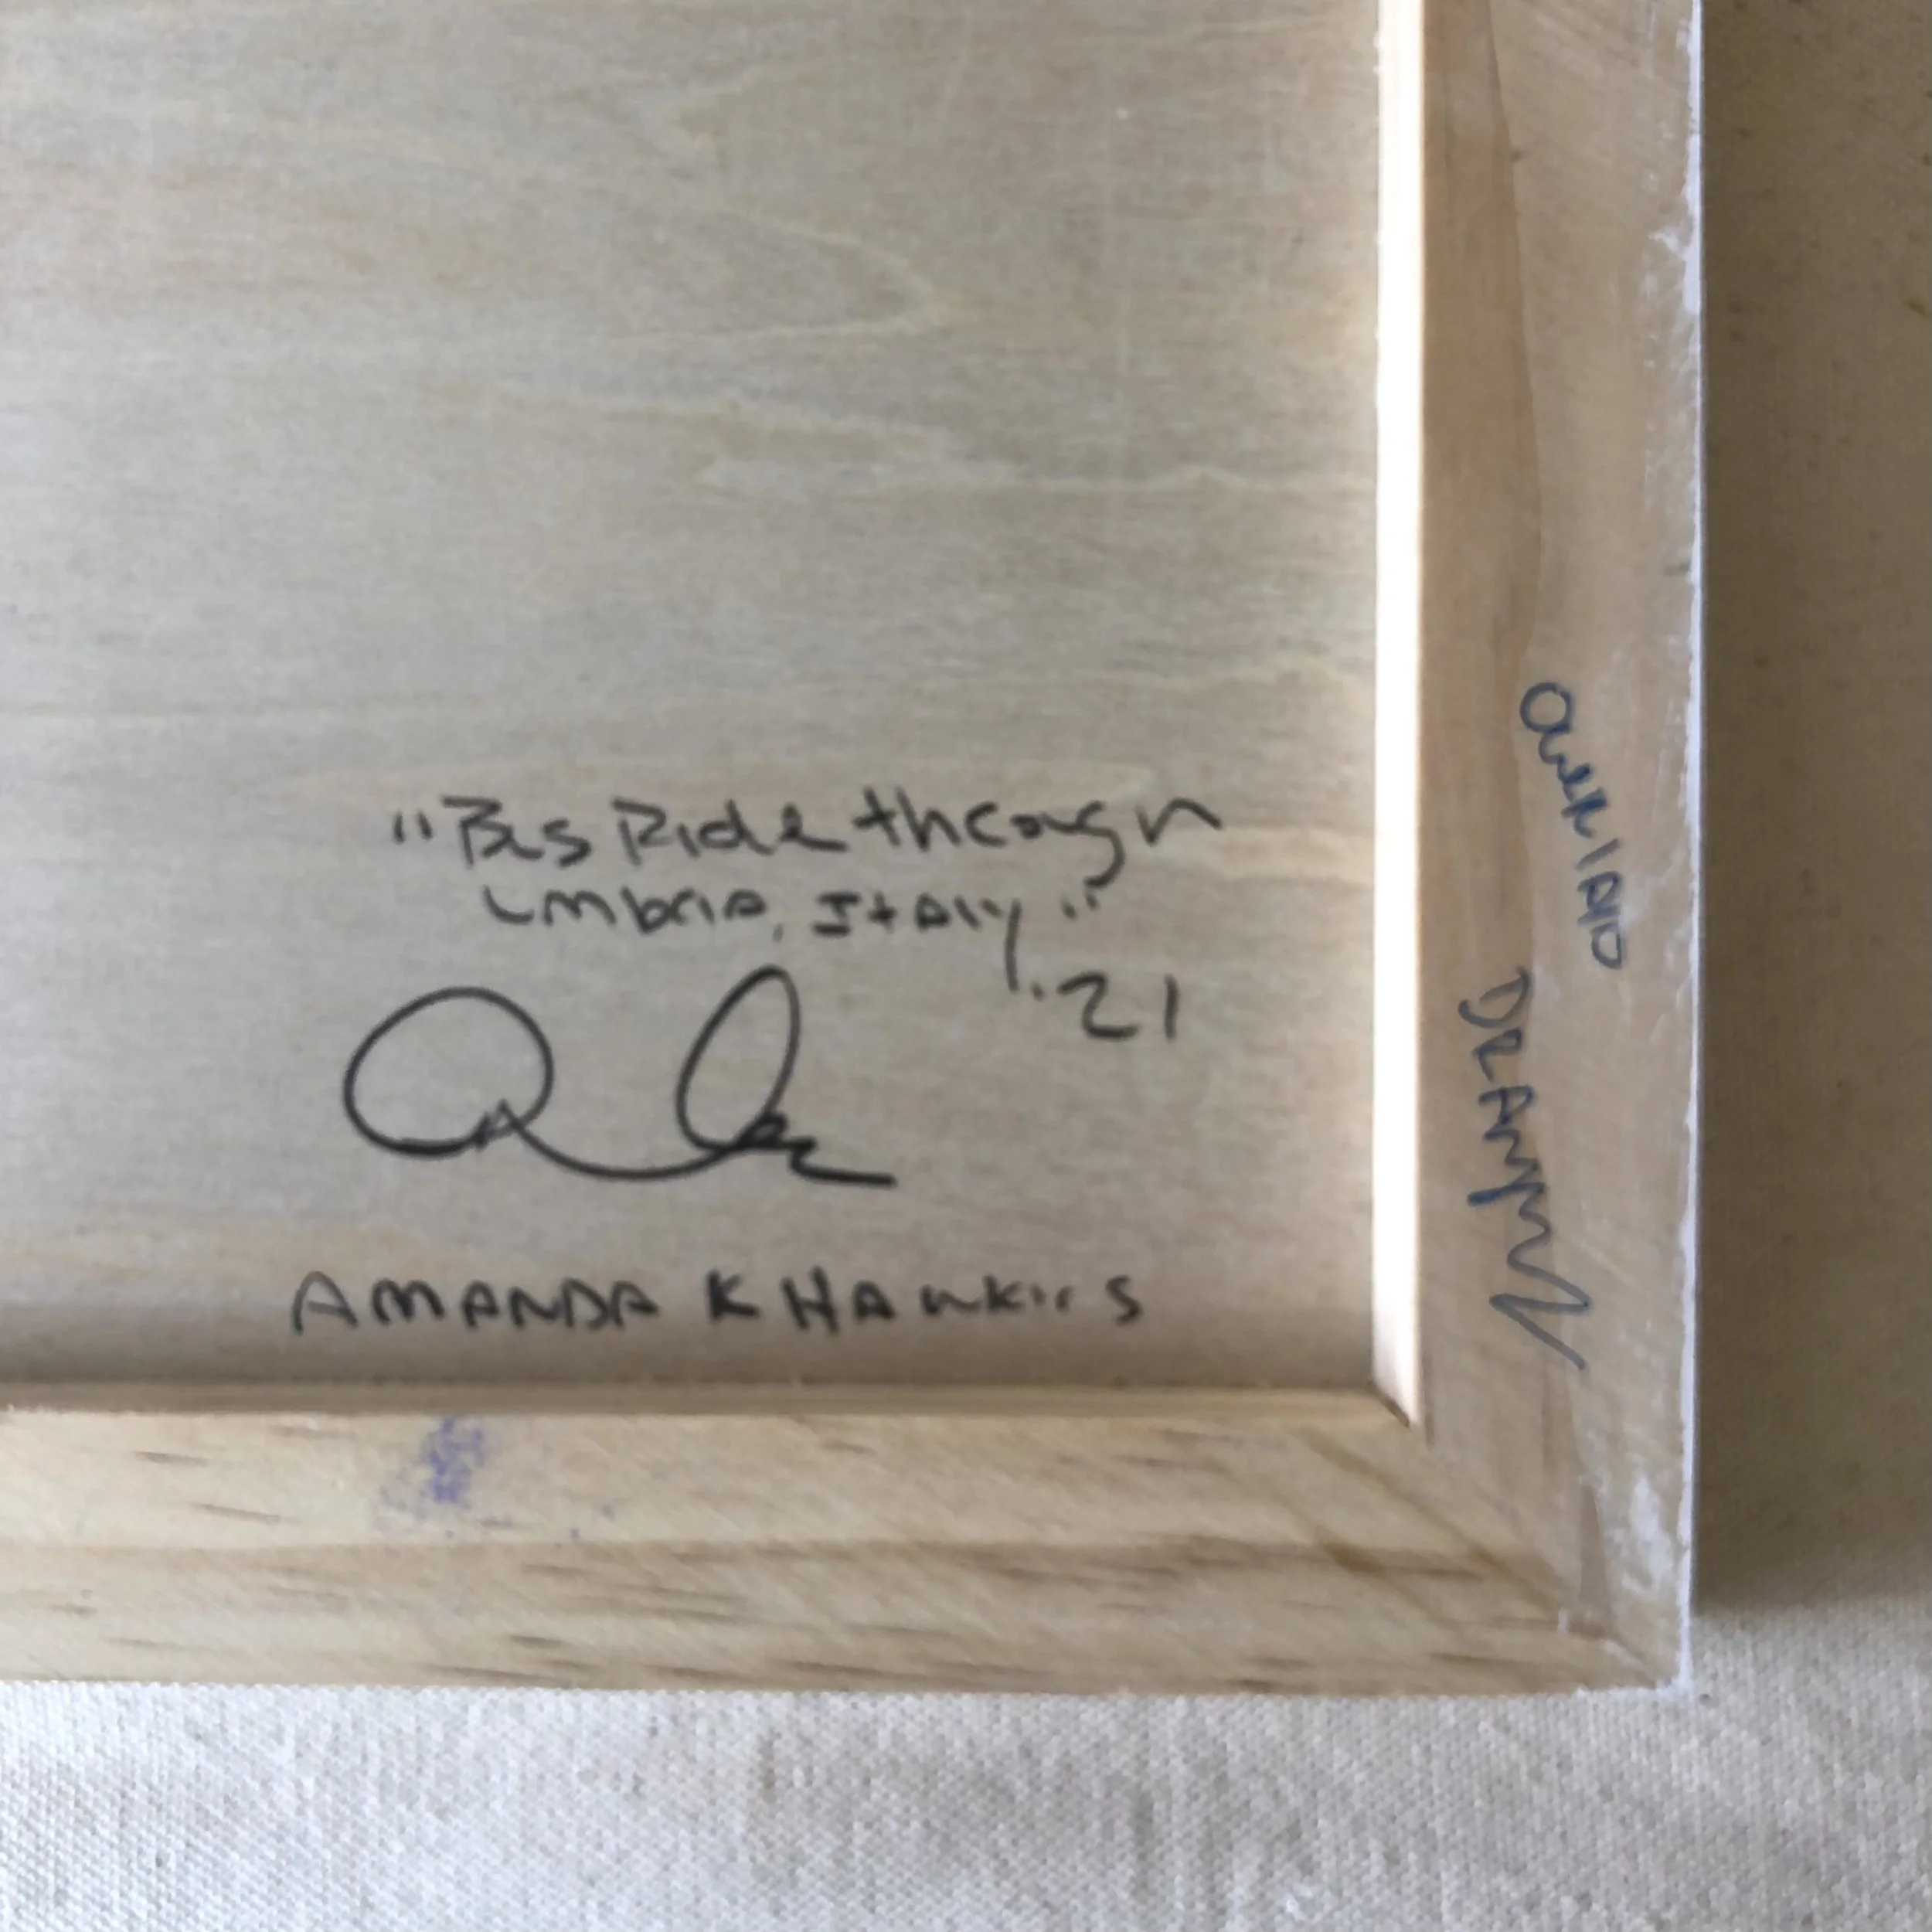 "Bus Ride through
Umbria, Italy"
.21
AMANDA K HAWKINS